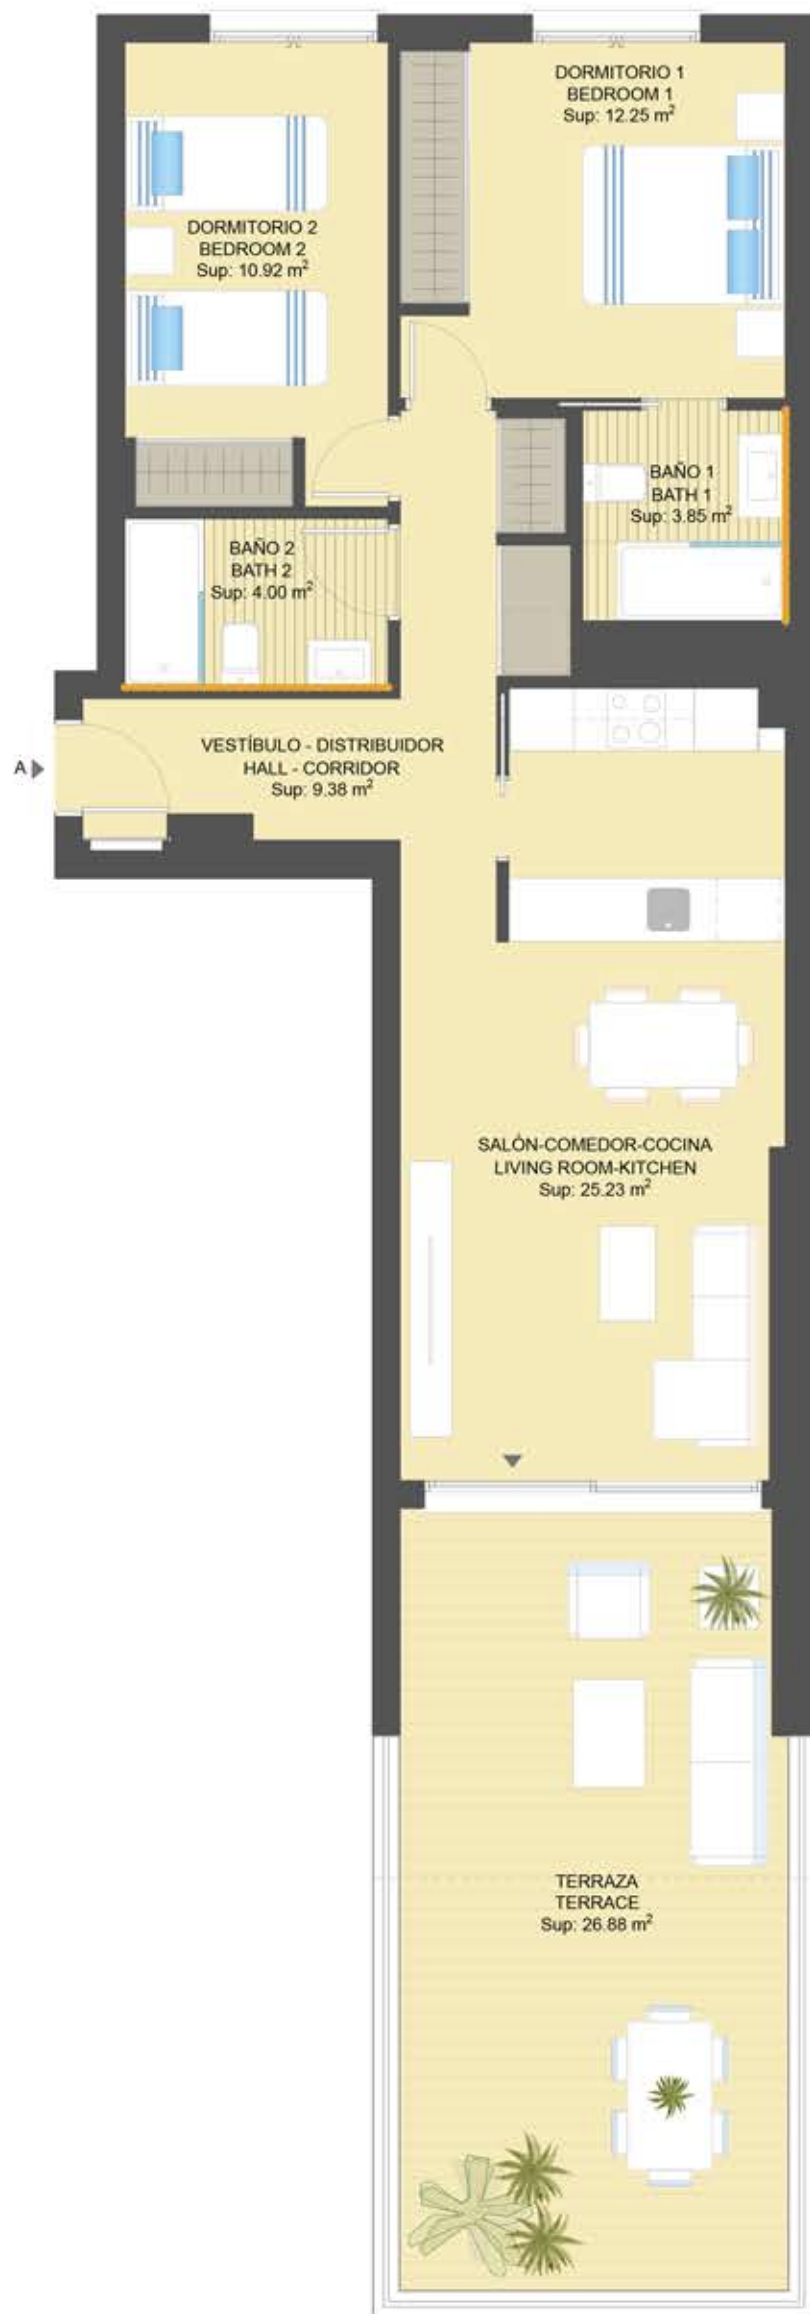 DORMITORIO 1
BEDROOM 1
Sup: 12.25 m²
DORMITORIO 2
BEDROOM 2
Sup: 10.92 m²
BAÑO 1
BATH 1
Sup: 3.85 m²
BAÑO 2
BATH 2
Sup: 4.00 m²
VESTÍBULO - DISTRIBUIDOR
HALL - CORRIDOR
Sup: 9.38 m²
A
SALÓN-COMEDOR-COCINA
LIVING ROOM-KITCHEN
Sup: 25.23 m²
TERRAZA
TERRACE
Sup: 26.88 m²